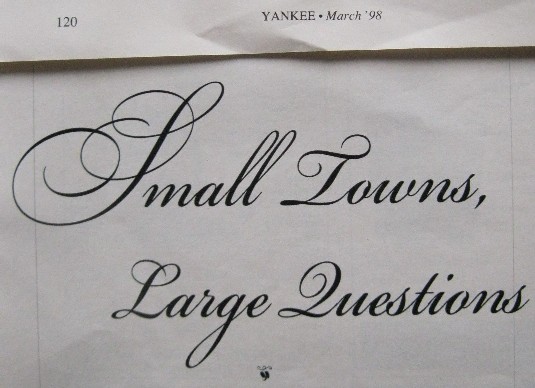 120 YANKEE • March '98
Small Towns,
Large Questions